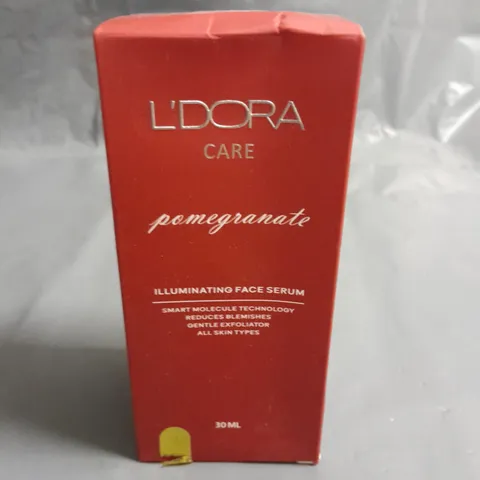 L'DORA
CARE
pomegranate
ILLUMINATING FACE SERUM
SMART MOLECULE TECHNOLOGY
REDUCES BLEMISHES
GENTLE EXFOLIATOR
ALL SKIN TYPES
30 ML